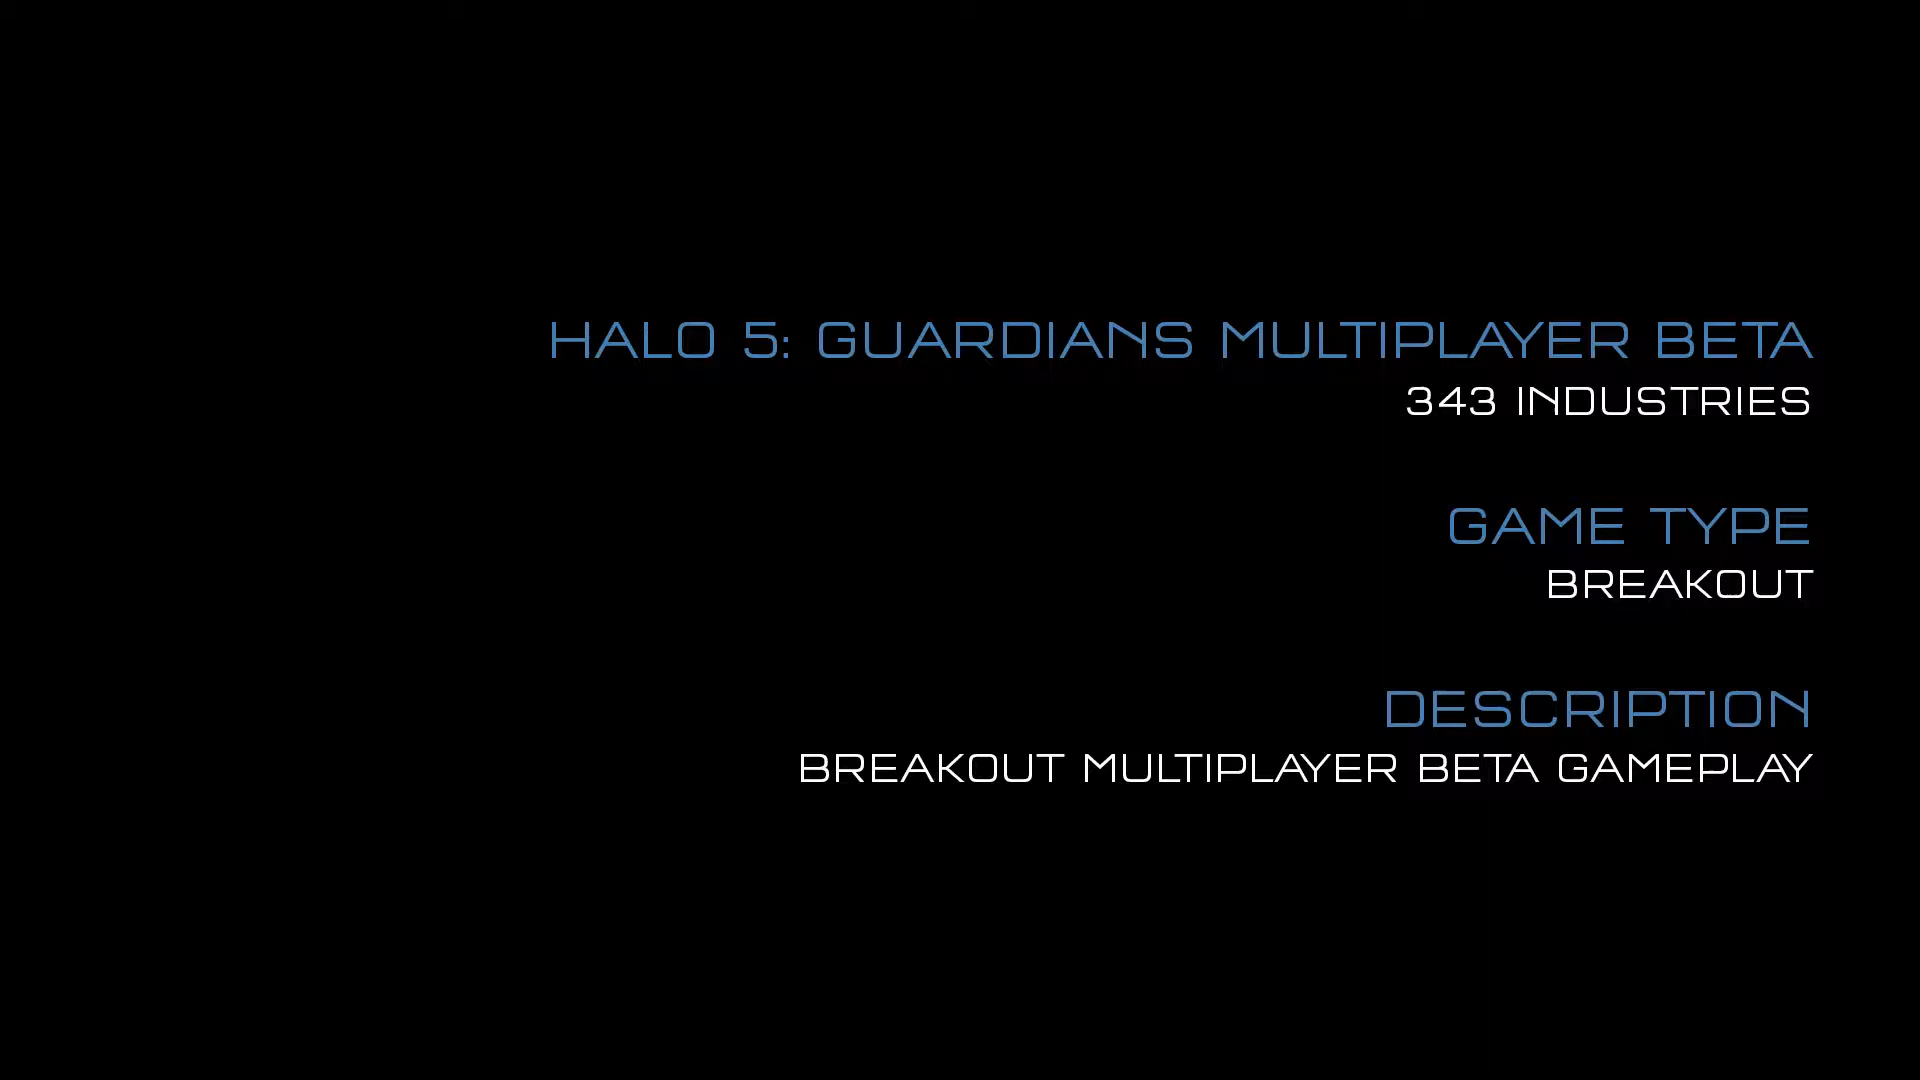 HALO 5: GUARDIANS MULTIPLAYER BETA
343 INDUSTRIES
GAME TYPE
BREAKOUT
DESCRIPTION
BREAKOUT MULTIPLAYER BETA GAMEPLAY